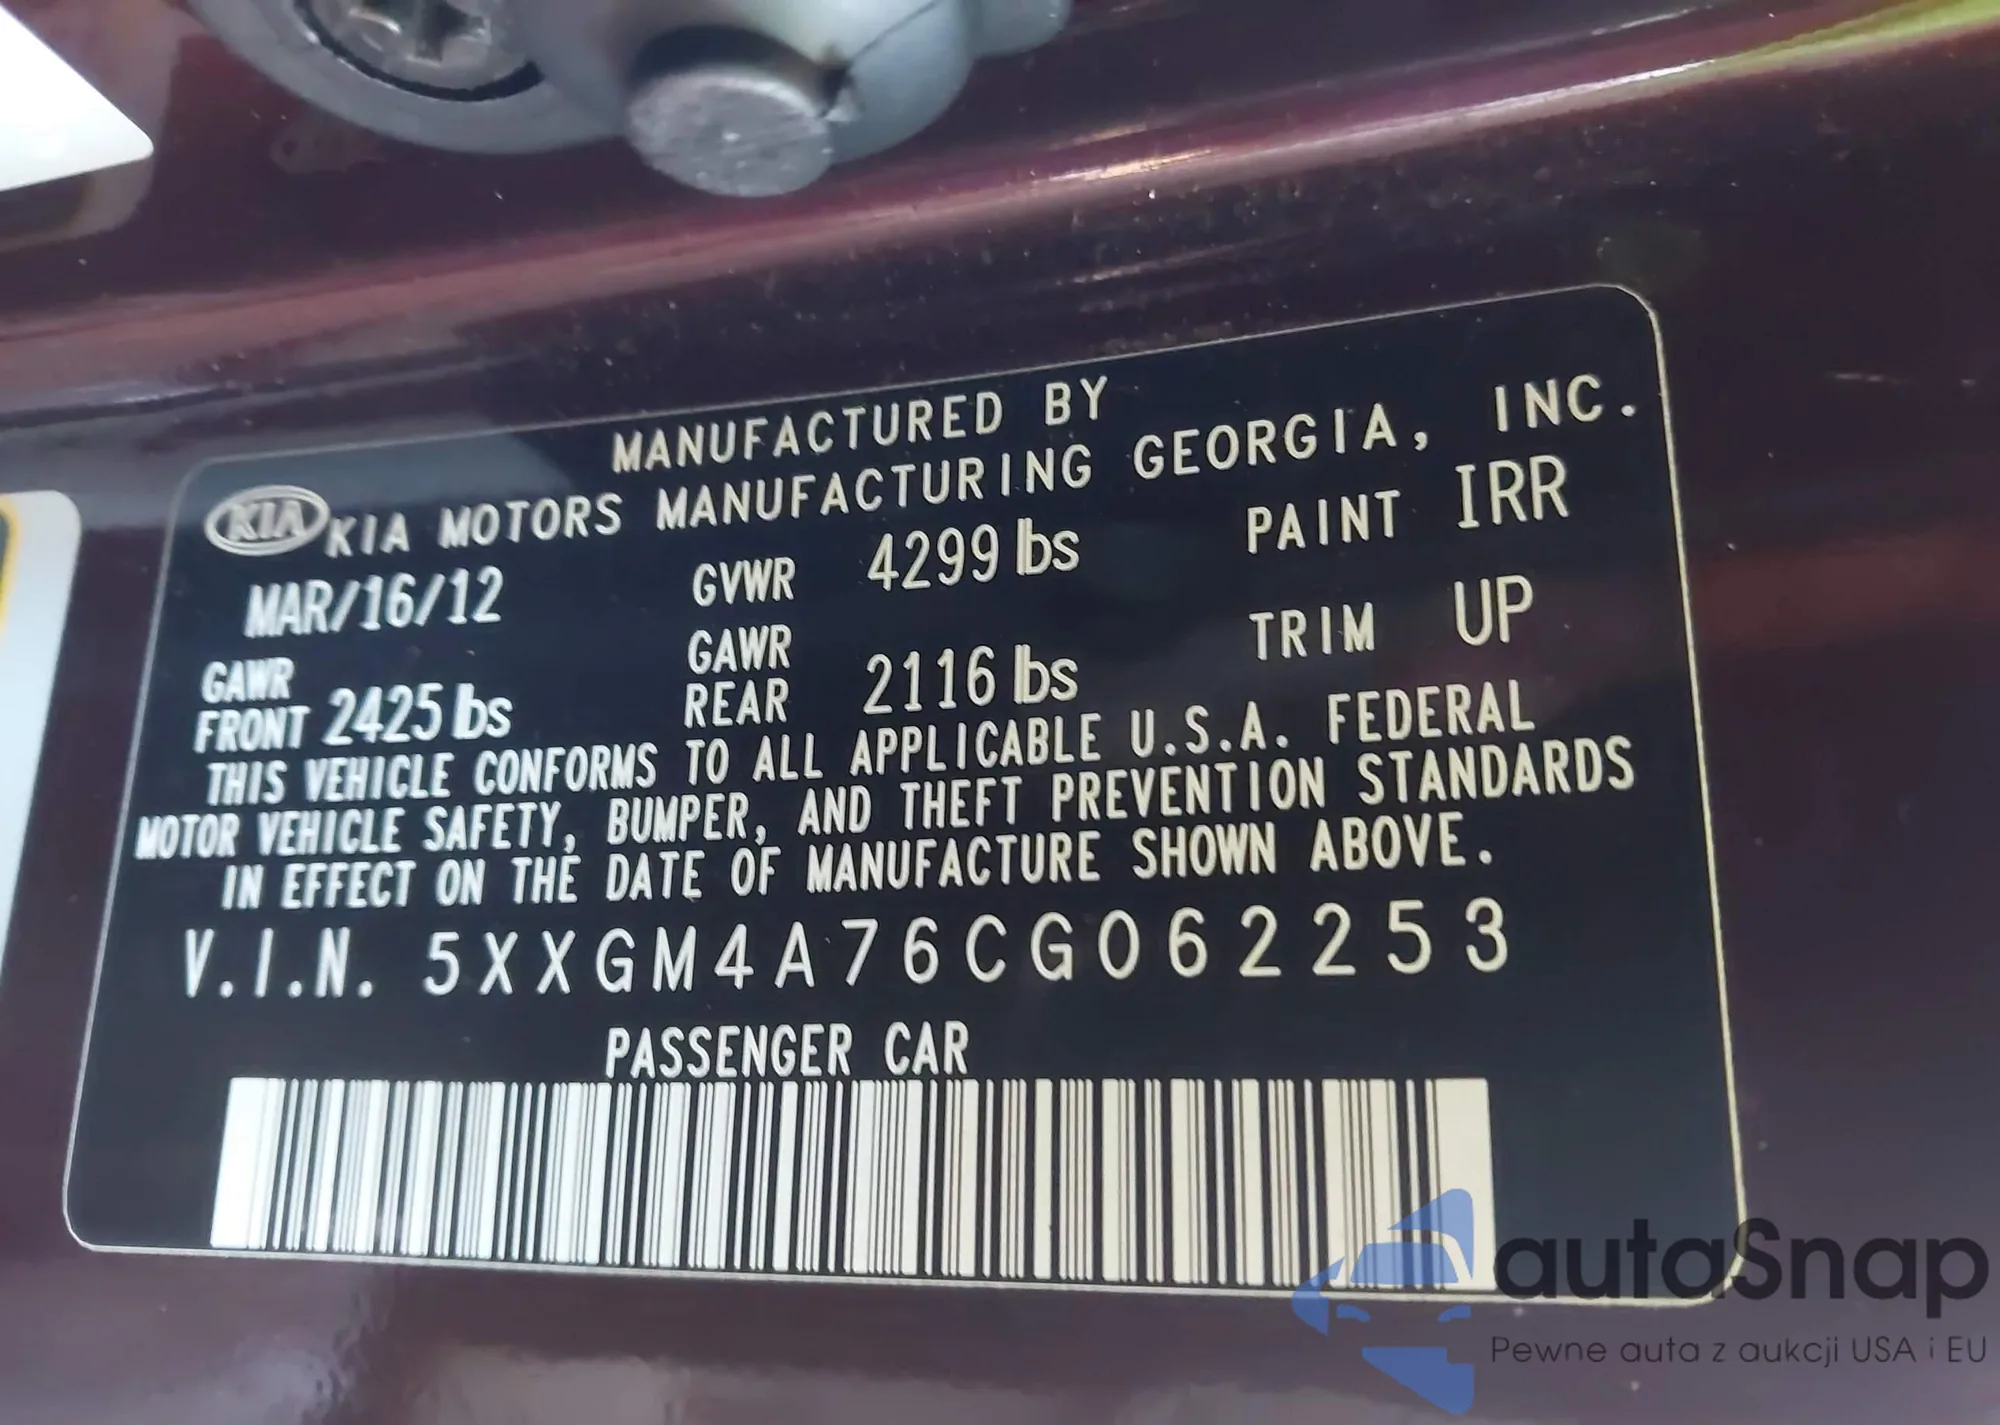 MANUFACTURED BY
KIA KIA MOTORS MANUFACTURING GEORGIA, INC.
MAR/16/12 GVWR 4299 lbs PAINT IRR
GAWR FRONT 2425 lbs GAWR REAR 2116 lbs TRIM UP
THIS VEHICLE CONFORMS TO ALL APPLICABLE U.S.A. FEDERAL
MOTOR VEHICLE SAFETY, BUMPER, AND THEFT PREVENTION STANDARDS
IN EFFECT ON THE DATE OF MANUFACTURE SHOWN ABOVE.
V.I.N. 5XXGM4A76CG062253
PASSENGER CAR
autaSnap
Pewne auta z aukcji USA i EU